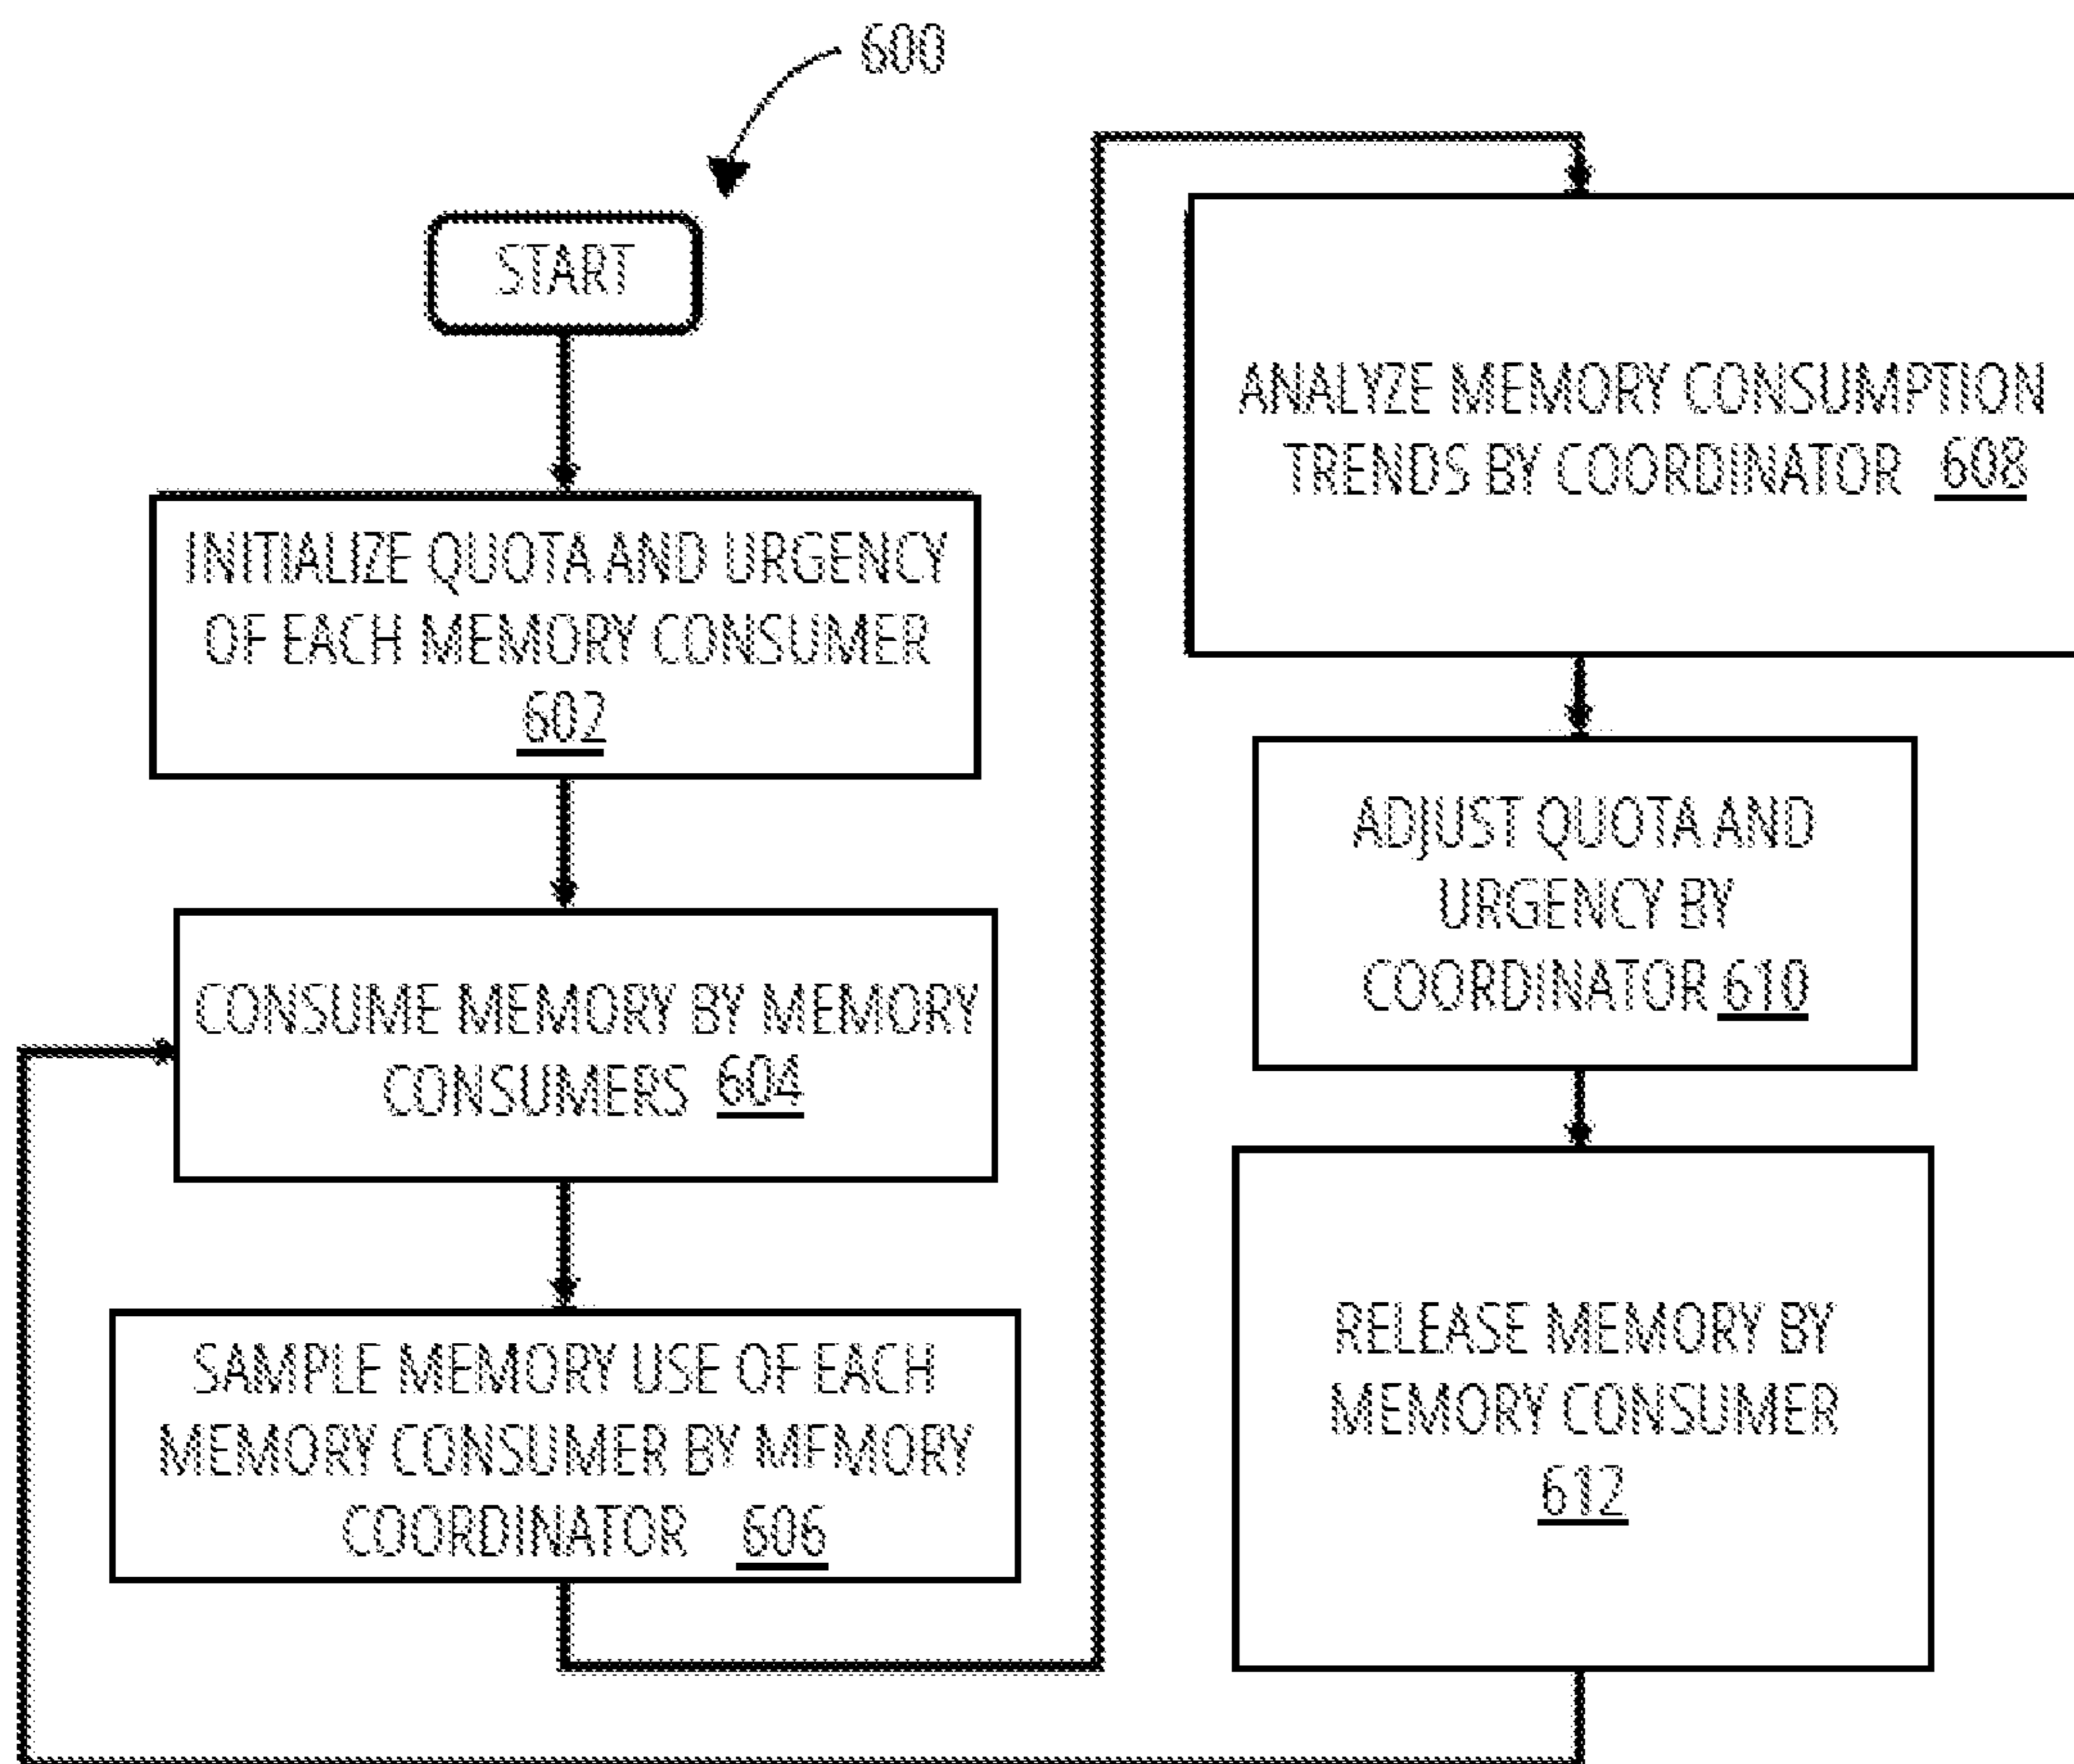 600
START
INITIALIZE QUOTA AND URGENCY
OF EACH MEMORY CONSUMER
602
CONSUME MEMORY BY MEMORY
CONSUMERS 604
SAMPLE MEMORY USE OF EACH
MEMORY CONSUMER BY MEMORY
COORDINATOR 606
ANALYZE MEMORY CONSUMPTION
TRENDS BY COORDINATOR 608
ADJUST QUOTA AND
URGENCY BY
COORDINATOR 610
RELEASE MEMORY BY
MEMORY CONSUMER
612